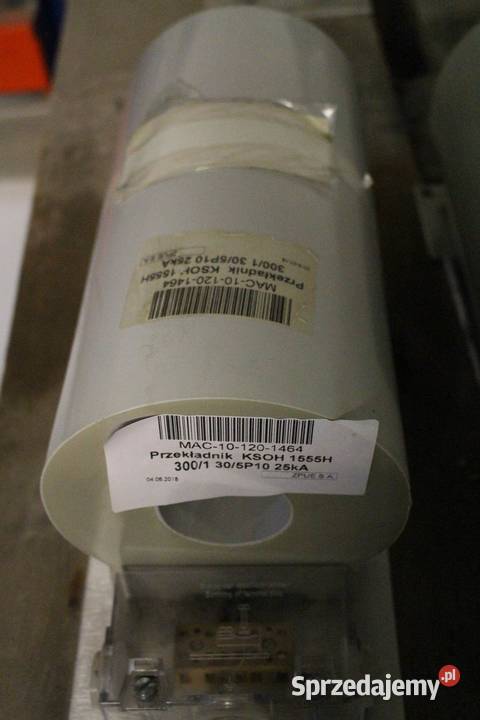 MAC-10-120-1464
Przekładnik KSOH 1555H
300/1 30/5P10 25kA
ZPUE S.A.
MAC-10-120-1464
Przekładnik KSOH 1555H
300/1 30/5P10 25kA
04.06.2018
ZPUE S.A.
Sprzedajemy.pl